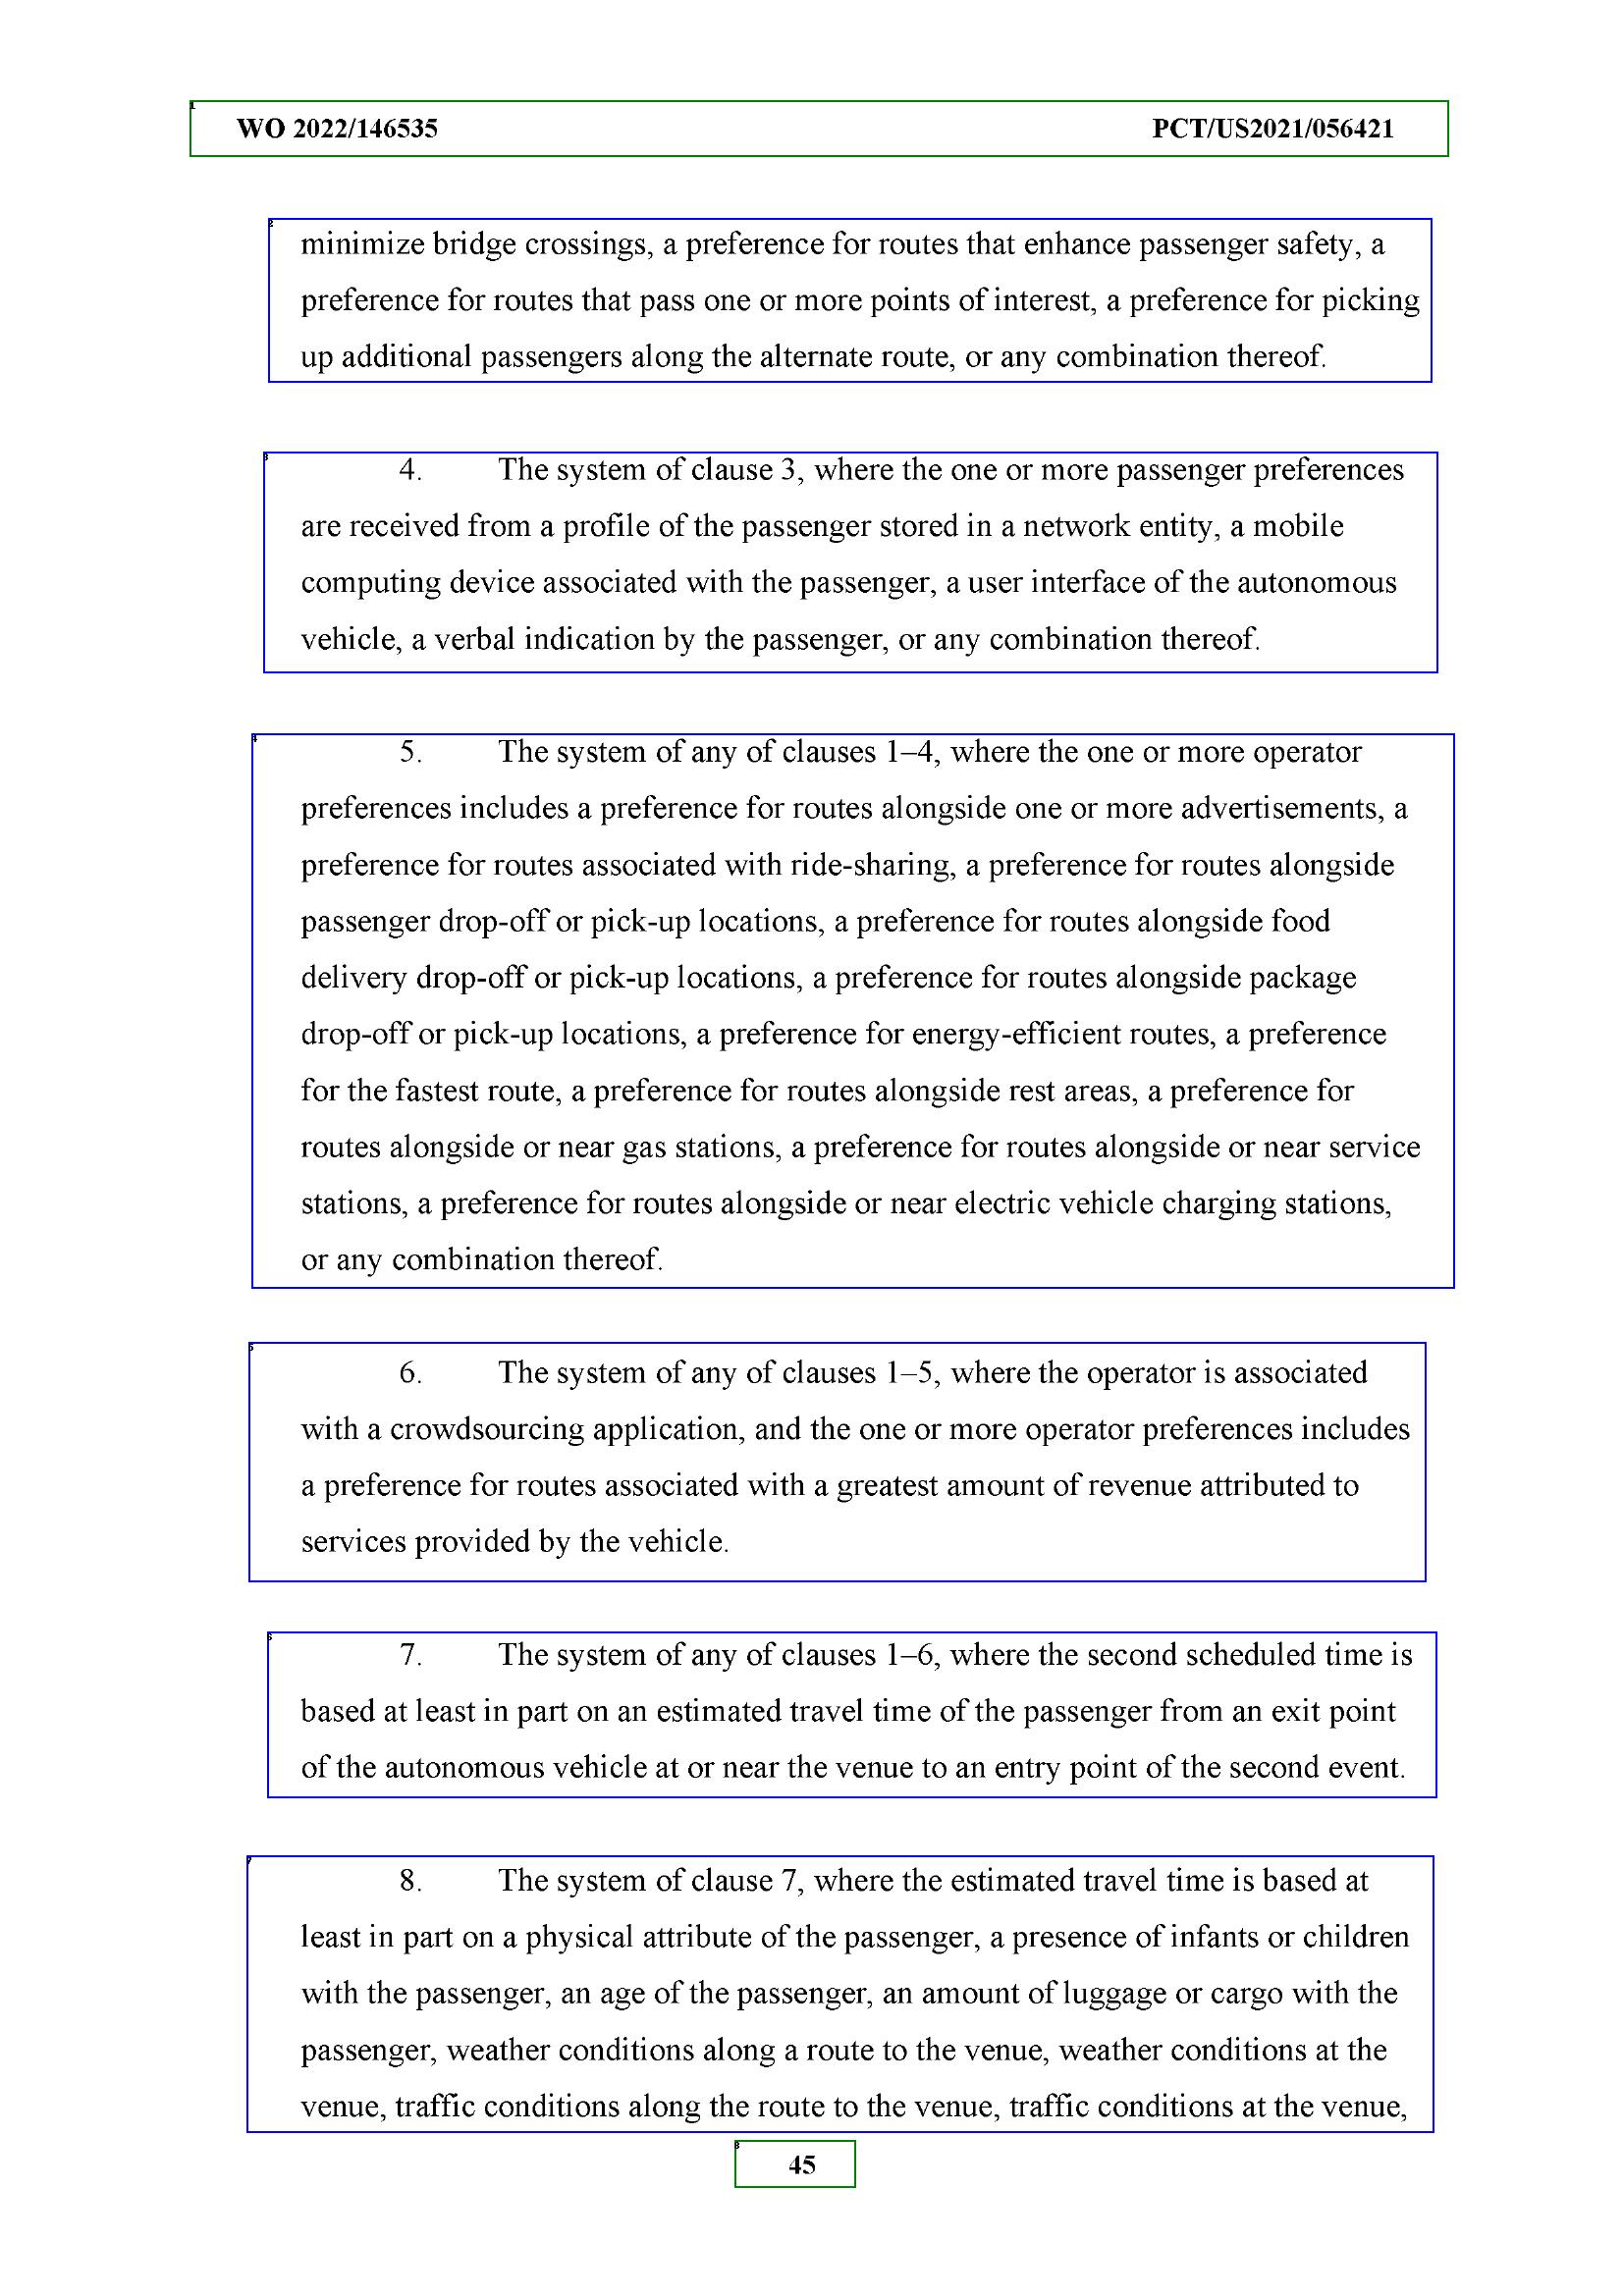 1
WO 2022/146535 PCT/US2021/056421
2
minimize bridge crossings, a preference for routes that enhance passenger safety, a
preference for routes that pass one or more points of interest, a preference for picking
up additional passengers along the alternate route, or any combination thereof.
3
4. The system of clause 3, where the one or more passenger preferences
are received from a profile of the passenger stored in a network entity, a mobile
computing device associated with the passenger, a user interface of the autonomous
vehicle, a verbal indication by the passenger, or any combination thereof.
4
5. The system of any of clauses 1–4, where the one or more operator
preferences includes a preference for routes alongside one or more advertisements, a
preference for routes associated with ride-sharing, a preference for routes alongside
passenger drop-off or pick-up locations, a preference for routes alongside food
delivery drop-off or pick-up locations, a preference for routes alongside package
drop-off or pick-up locations, a preference for energy-efficient routes, a preference
for the fastest route, a preference for routes alongside rest areas, a preference for
routes alongside or near gas stations, a preference for routes alongside or near service
stations, a preference for routes alongside or near electric vehicle charging stations,
or any combination thereof.
5
6. The system of any of clauses 1–5, where the operator is associated
with a crowdsourcing application, and the one or more operator preferences includes
a preference for routes associated with a greatest amount of revenue attributed to
services provided by the vehicle.
6
7. The system of any of clauses 1–6, where the second scheduled time is
based at least in part on an estimated travel time of the passenger from an exit point
of the autonomous vehicle at or near the venue to an entry point of the second event.
7
8. The system of clause 7, where the estimated travel time is based at
least in part on a physical attribute of the passenger, a presence of infants or children
with the passenger, an age of the passenger, an amount of luggage or cargo with the
passenger, weather conditions along a route to the venue, weather conditions at the
venue, traffic conditions along the route to the venue, traffic conditions at the venue,
8
45